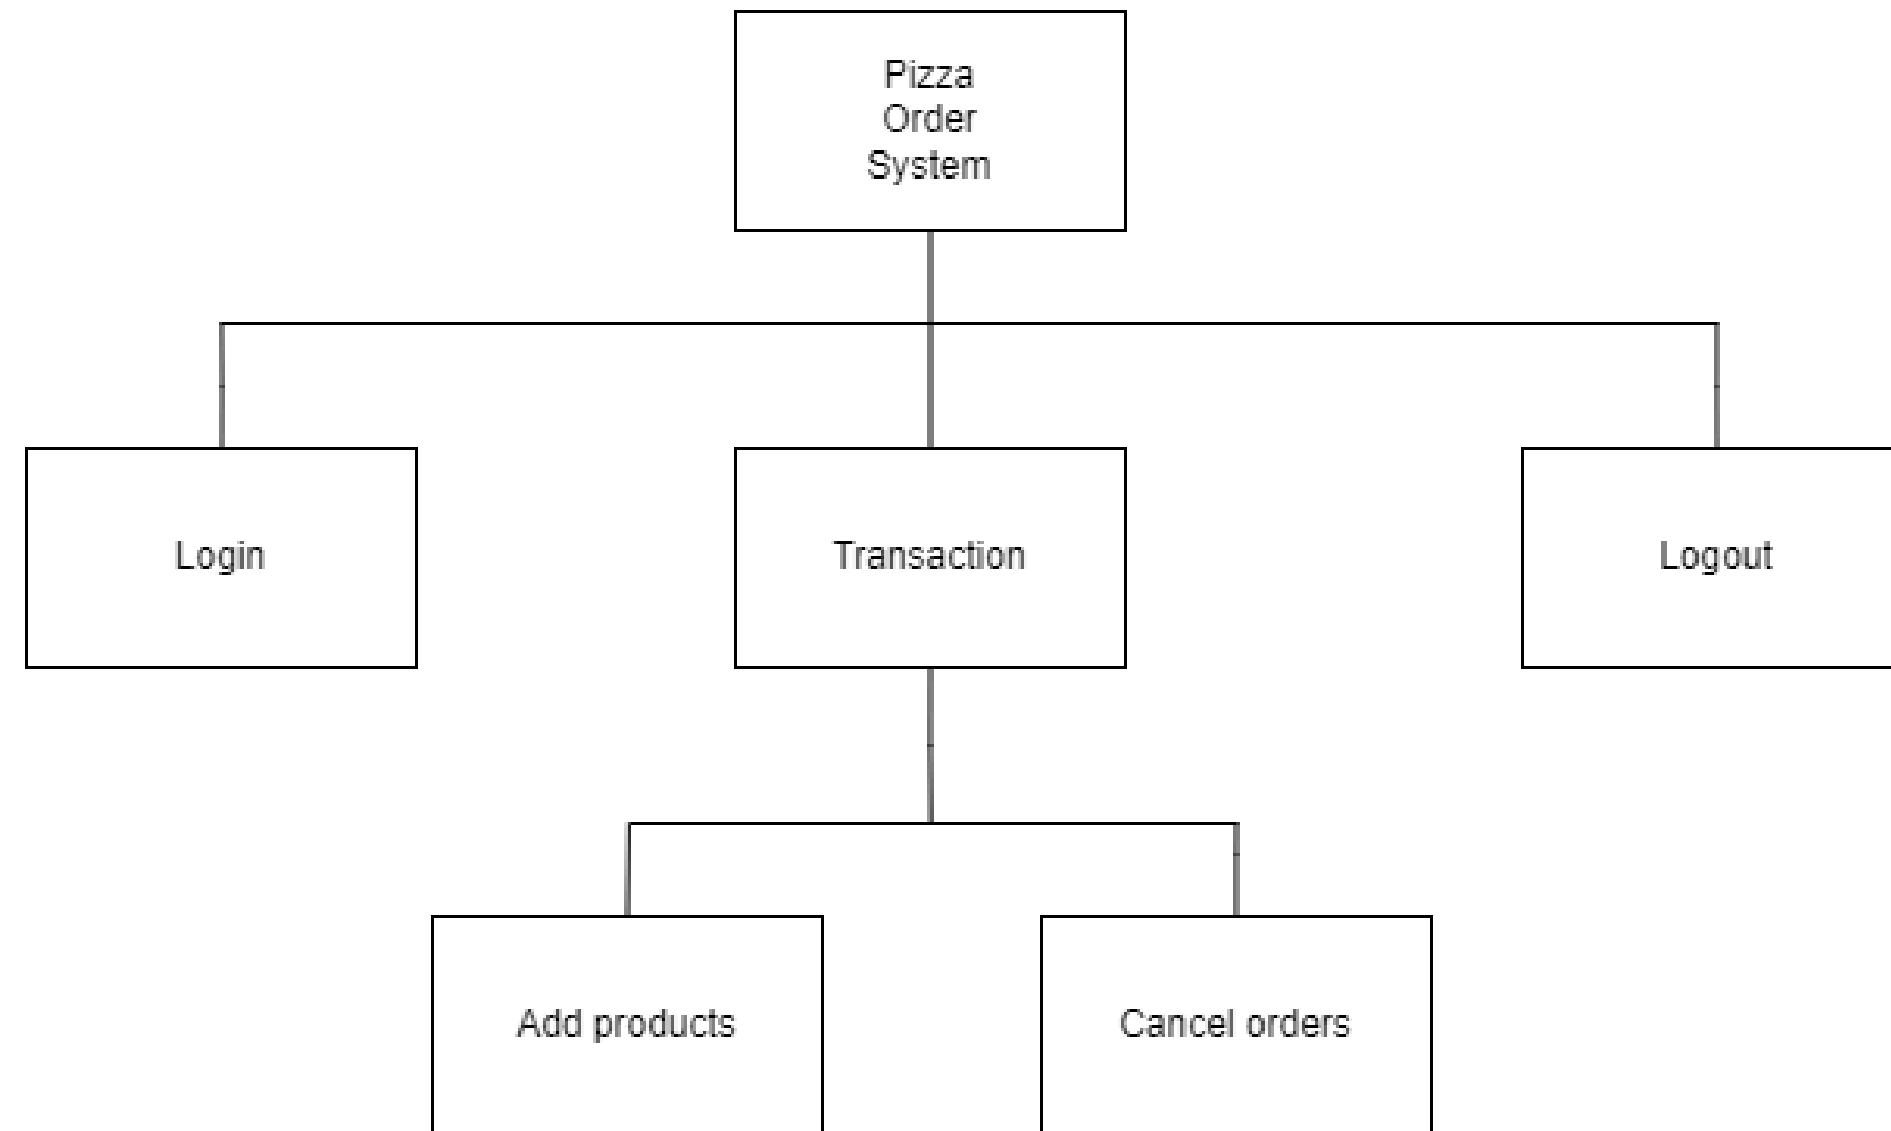 Pizza
Order
System
Login
Transaction
Logout
Add products
Cancel orders